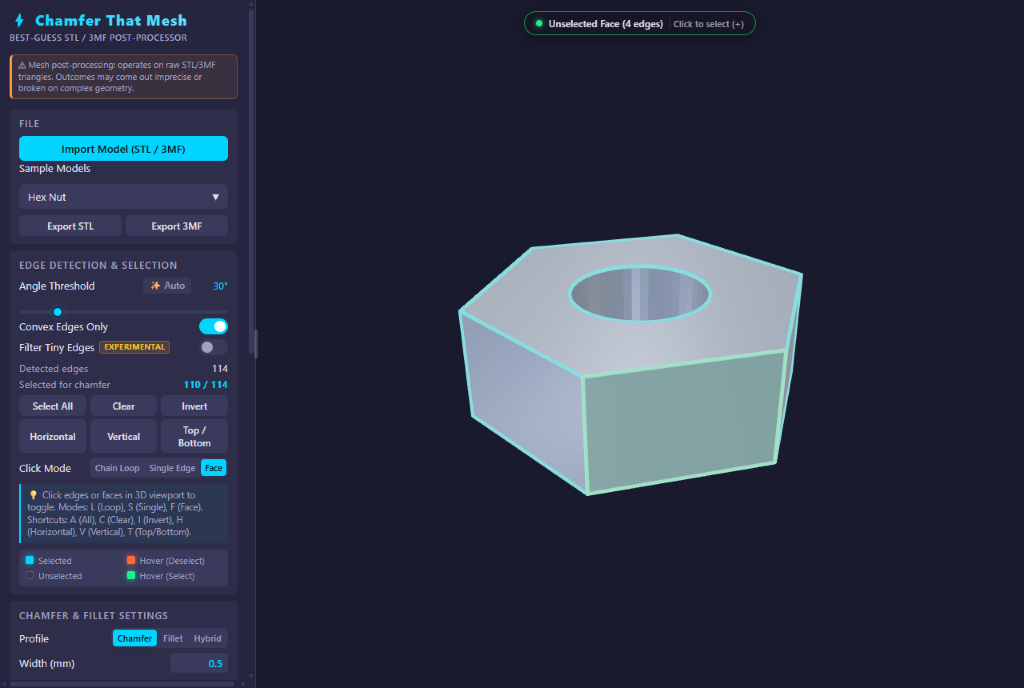 Chamfer That Mesh
BEST-GUESS STL / 3MF POST-PROCESSOR
⚠ Mesh post-processing: operates on raw STL/3MF
triangles. Outcomes may come out imprecise or
broken on complex geometry.
FILE
Import Model (STL / 3MF)
Sample Models
Hex Nut
Export STL
Export 3MF
EDGE DETECTION & SELECTION
Angle Threshold
✨ Auto
30°
Convex Edges Only
Filter Tiny Edges EXPERIMENTAL
Detected edges 114
Selected for chamfer 110 / 114
Select All
Clear
Invert
Horizontal
Vertical
Top /
Bottom
Click Mode
Chain Loop
Single Edge
Face
💡 Click edges or faces in 3D viewport to
toggle. Modes: L (Loop), S (Single), F (Face).
Shortcuts: A (All), C (Clear), I (Invert), H
(Horizontal), V (Vertical), T (Top/Bottom).
Selected
Hover (Deselect)
Unselected
Hover (Select)
CHAMFER & FILLET SETTINGS
Profile
Chamfer
Fillet
Hybrid
Width (mm)
0.5
Unselected Face (4 edges) Click to select (+)